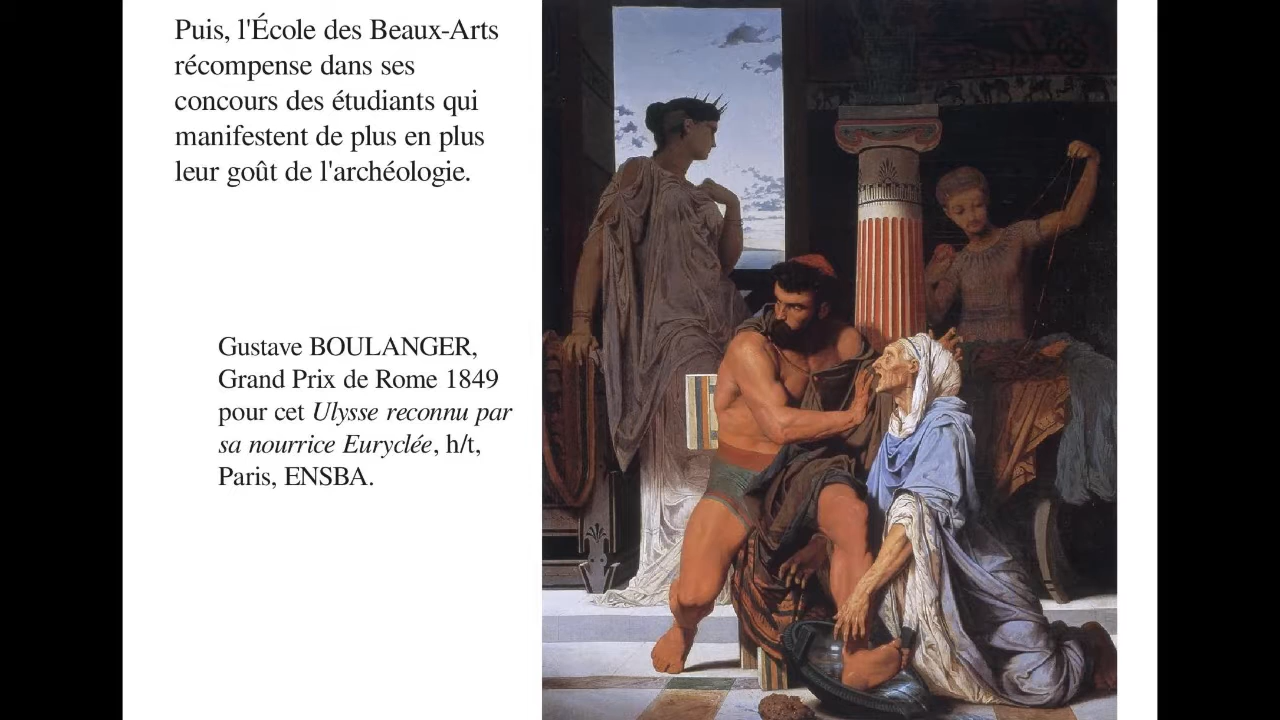 Puis, l'École des Beaux-Arts
récompense dans ses
concours des étudiants qui
manifestent de plus en plus
leur goût de l'archéologie.
Gustave BOULANGER,
Grand Prix de Rome 1849
pour cet Ulysse reconnu par
sa nourrice Euryclée, h/t,
Paris, ENSBA.